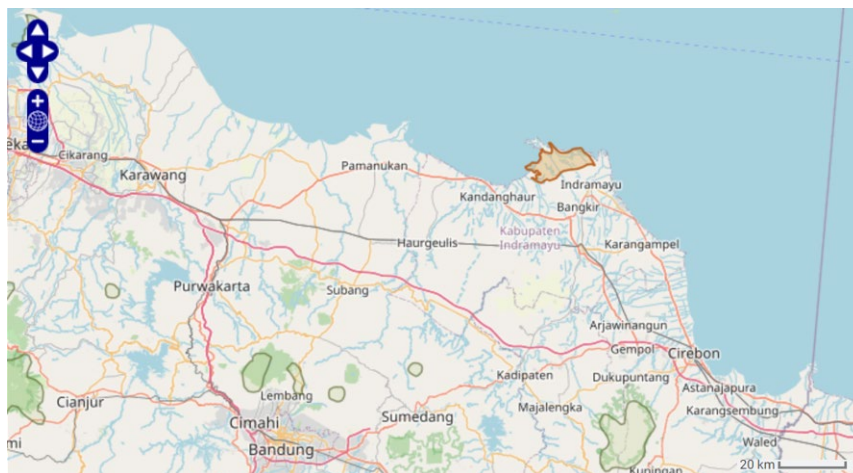 +
−
Cikarang
Karawang
Pamanukan
Indramayu
Kandanghaur
Bangkir
Kabupaten
Indramayu
Haurgeulis
Karangampel
Purwakarta
Subang
Arjawinangun
Gempol
Cirebon
Kadipaten
Dukupuntang
Astanajapura
Lembang
Cianjur
Cimahi
Sumedang
Majalengka
Karangsembung
Bandung
Waled
Kuningan
20 km